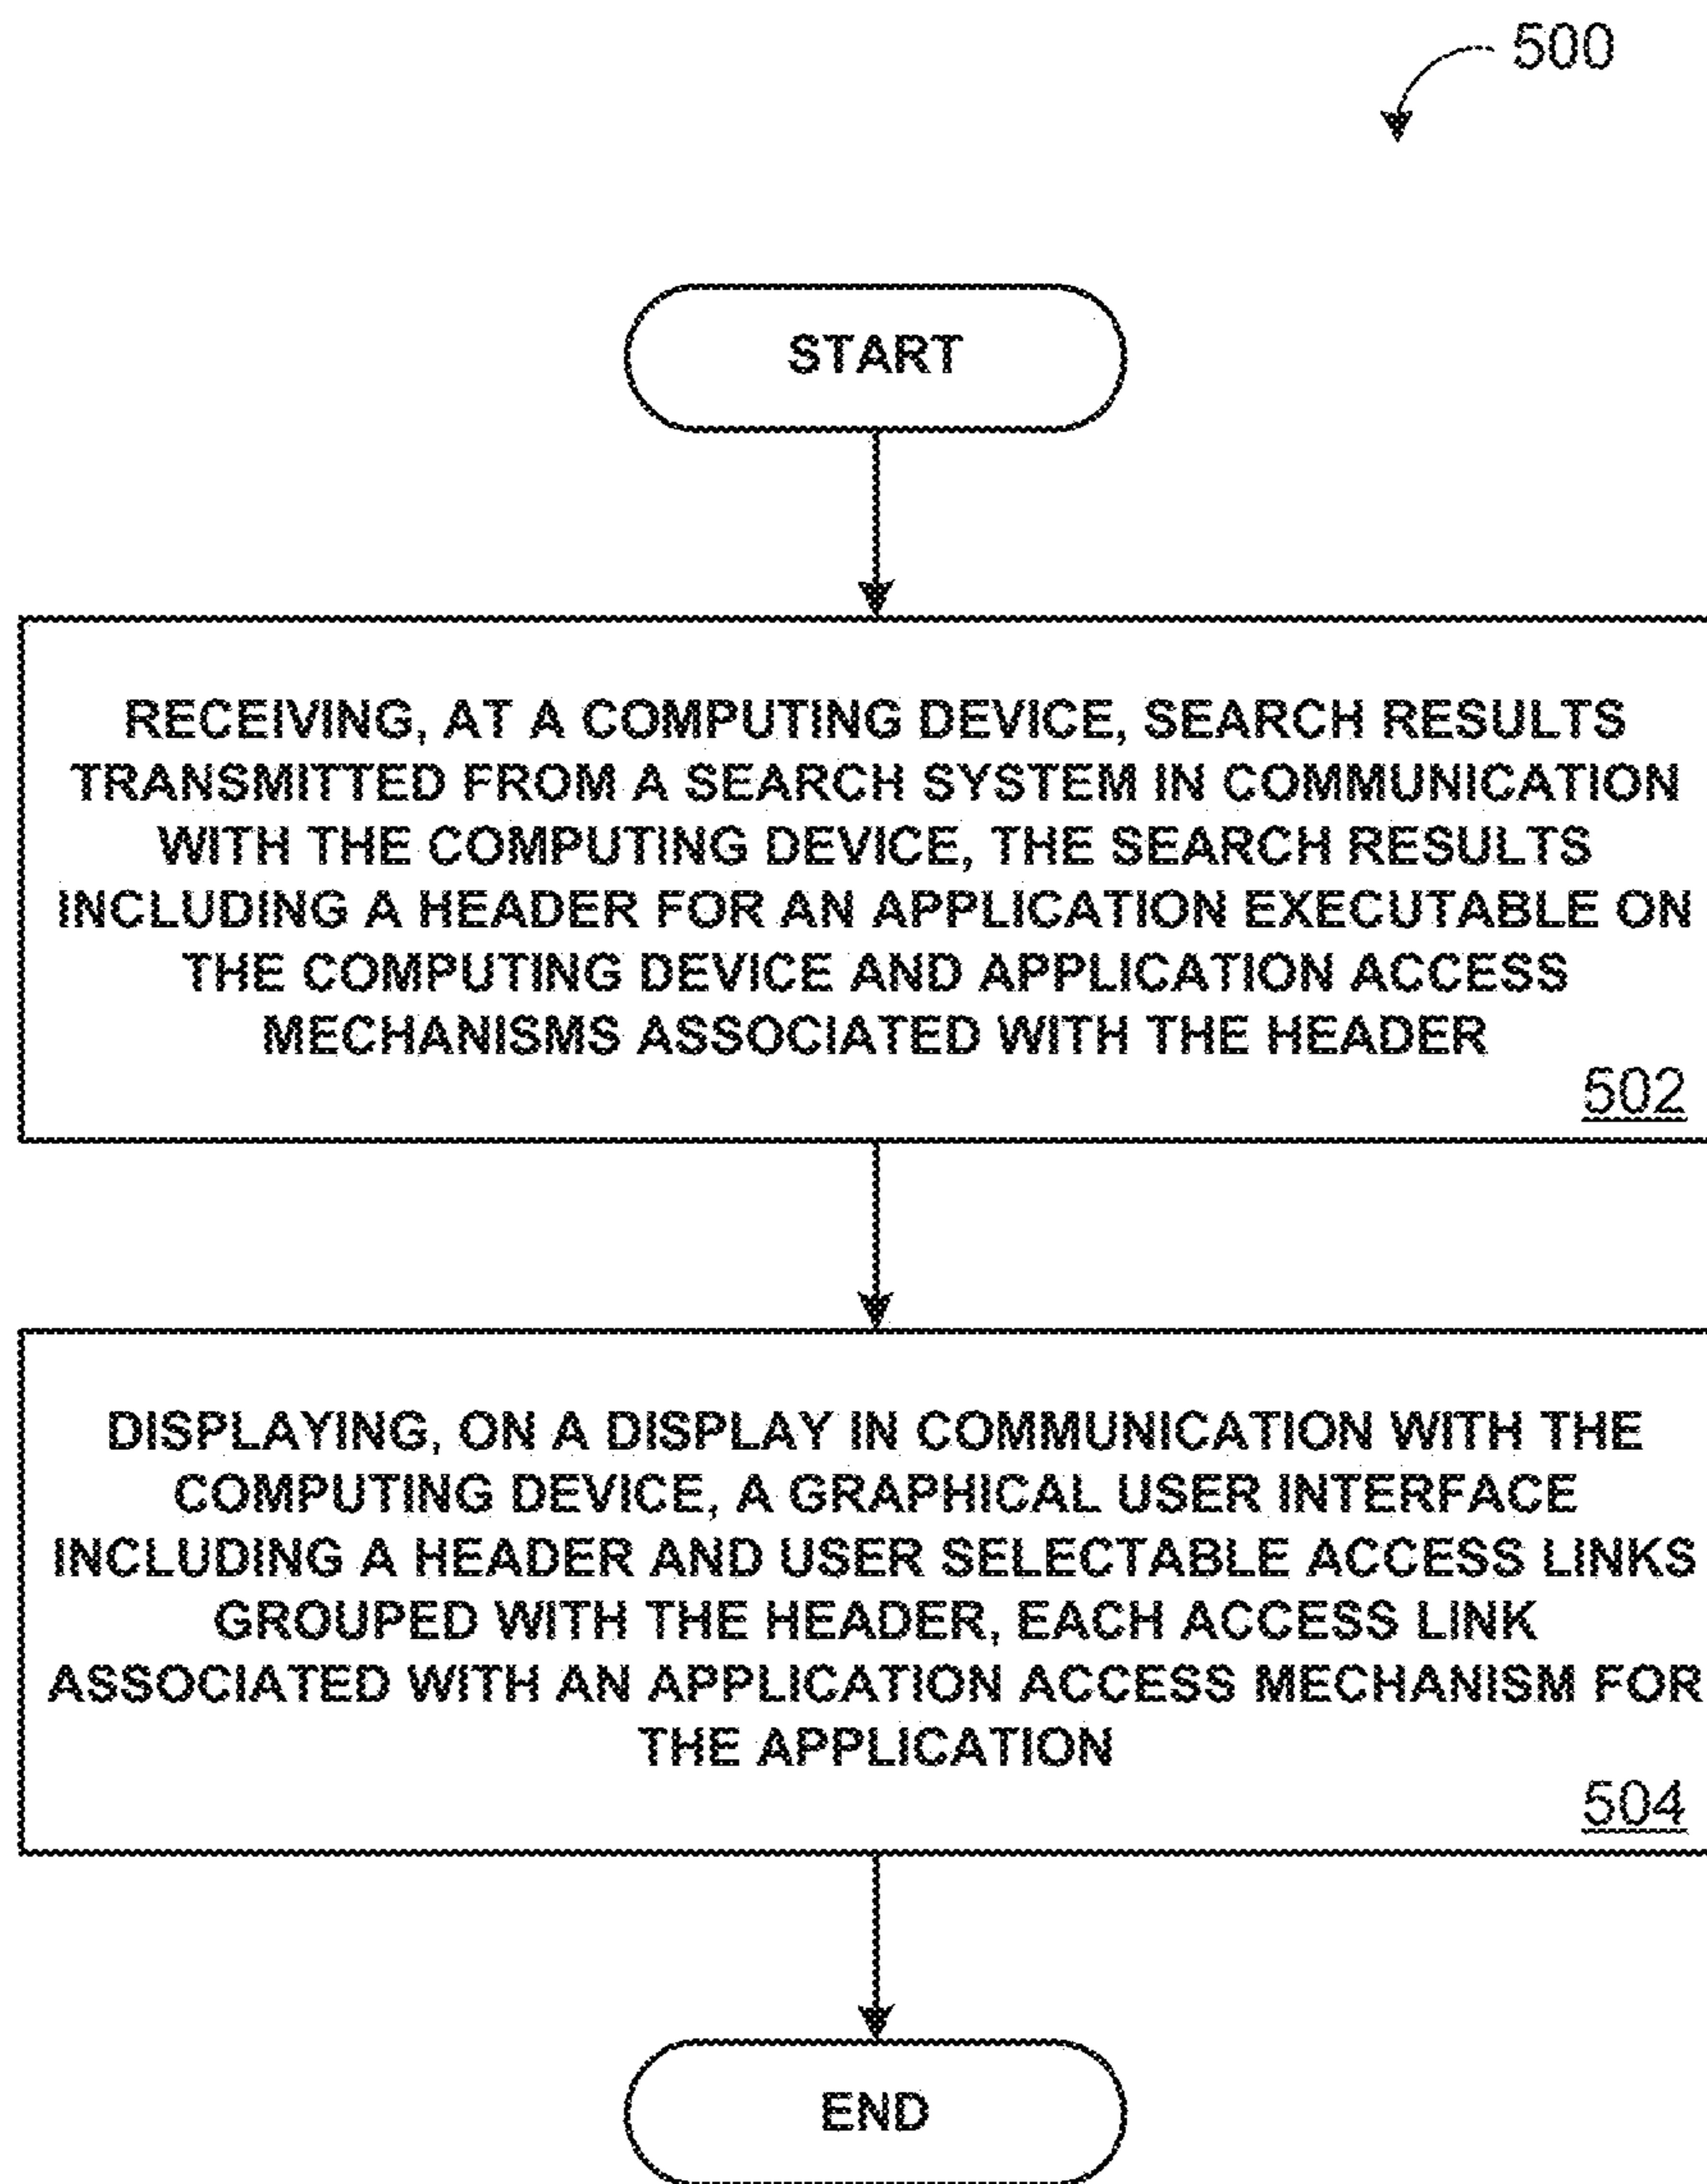 500
START
RECEIVING, AT A COMPUTING DEVICE, SEARCH RESULTS
TRANSMITTED FROM A SEARCH SYSTEM IN COMMUNICATION
WITH THE COMPUTING DEVICE, THE SEARCH RESULTS
INCLUDING A HEADER FOR AN APPLICATION EXECUTABLE ON
THE COMPUTING DEVICE AND APPLICATION ACCESS
MECHANISMS ASSOCIATED WITH THE HEADER
502
DISPLAYING, ON A DISPLAY IN COMMUNICATION WITH THE
COMPUTING DEVICE, A GRAPHICAL USER INTERFACE
INCLUDING A HEADER AND USER SELECTABLE ACCESS LINKS
GROUPED WITH THE HEADER, EACH ACCESS LINK
ASSOCIATED WITH AN APPLICATION ACCESS MECHANISM FOR
THE APPLICATION
504
END